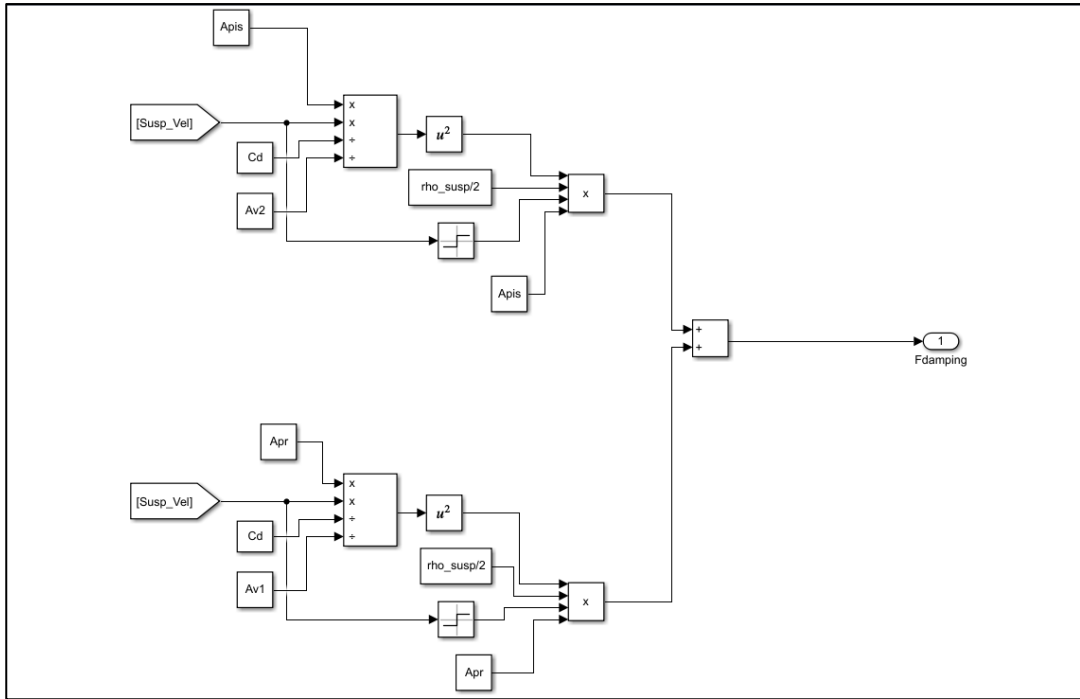 Apis
[Susp_Vel]
x
x
÷
÷
Cd
Av2
u²
rho_susp/2
x
Apis
+
+
1
Fdamping
Apr
[Susp_Vel]
x
x
÷
÷
Cd
Av1
u²
rho_susp/2
x
Apr